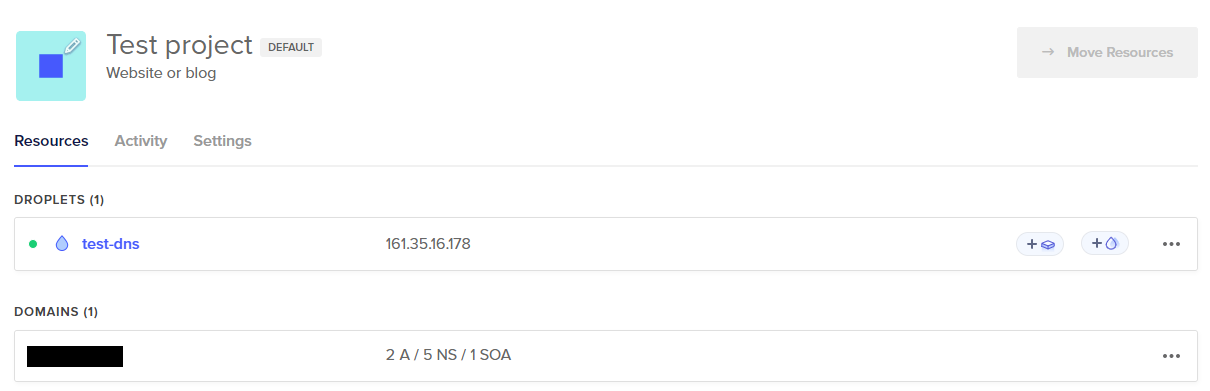 Test project DEFAULT
Website or blog
→ Move Resources
Resources Activity Settings
DROPLETS (1)
test-dns 161.35.16.178
DOMAINS (1)
2 A / 5 NS / 1 SOA